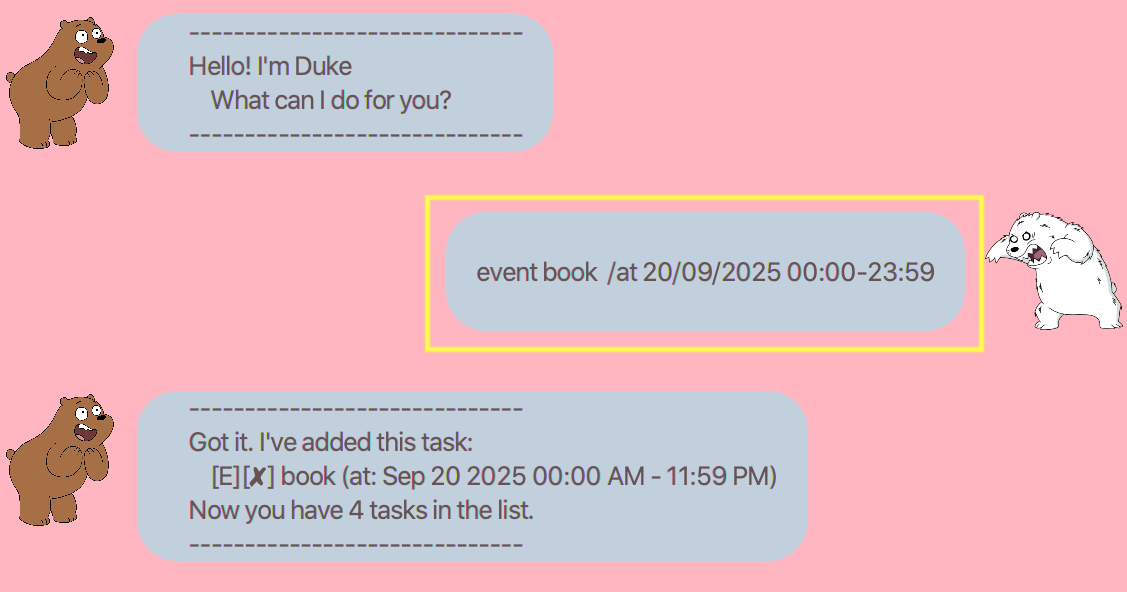 ------------------------------
Hello! I'm Duke
What can I do for you?
------------------------------
event book  /at 20/09/2025 00:00-23:59
------------------------------
Got it. I've added this task:
[E][✘] book (at: Sep 20 2025 00:00 AM - 11:59 PM)
Now you have 4 tasks in the list.
------------------------------